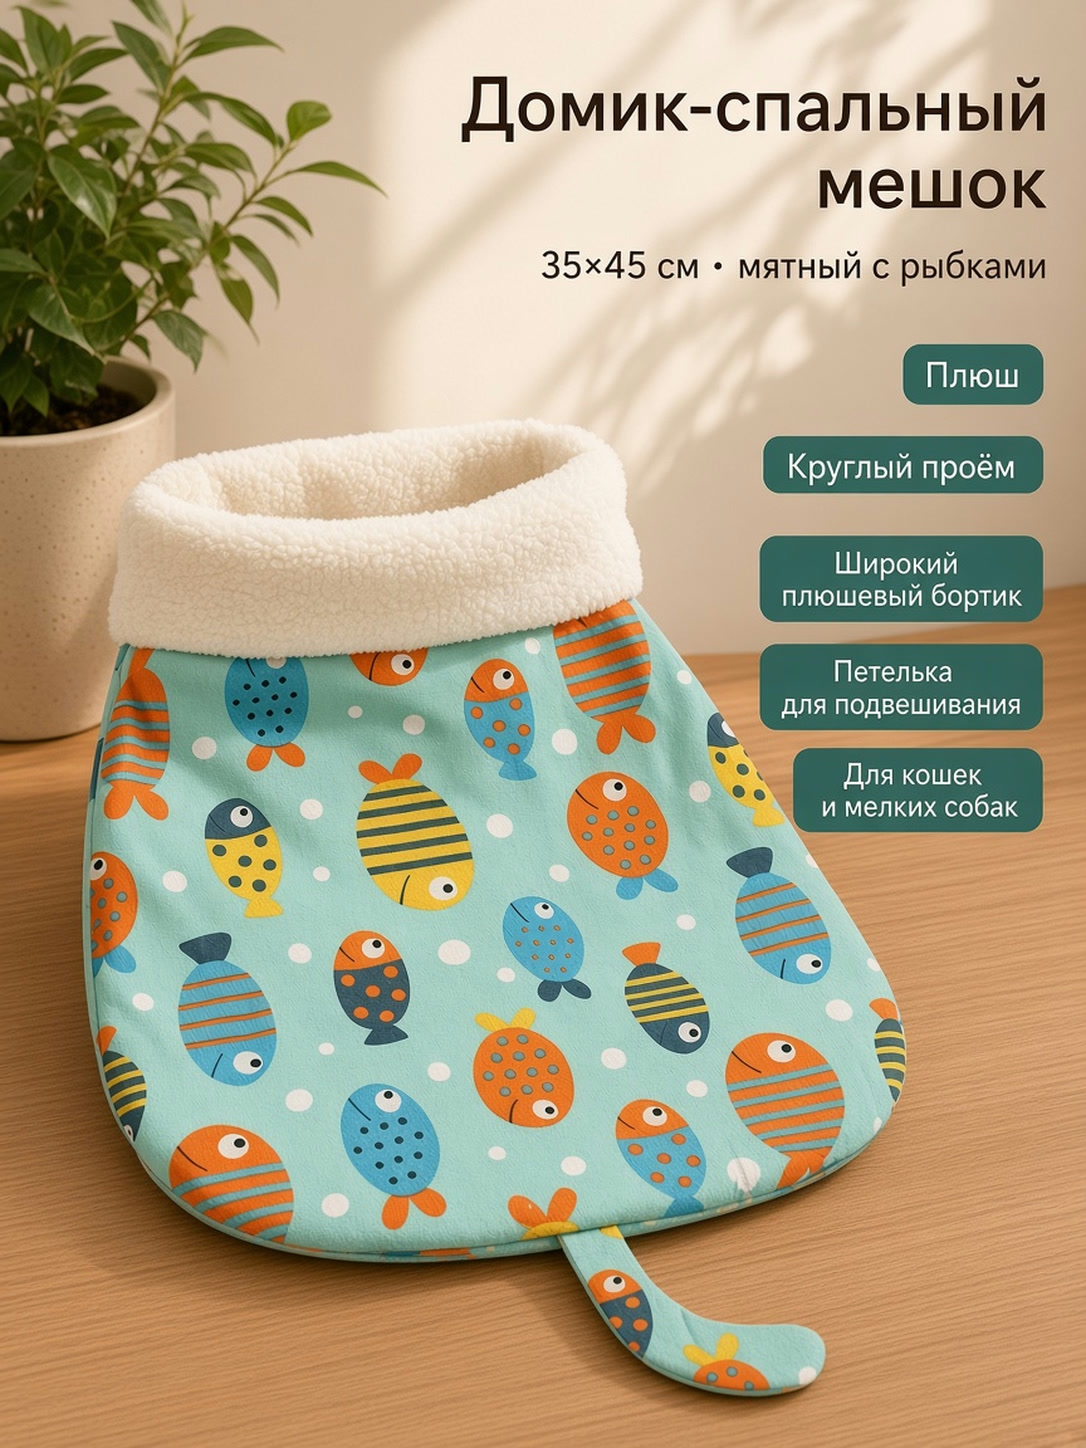 Домик-спальный
мешок
35×45 см • мятный с рыбками
Плюш
Круглый проём
Широкий
плюшевый бортик
Петелька
для подвешивания
Для кошек
и мелких собак